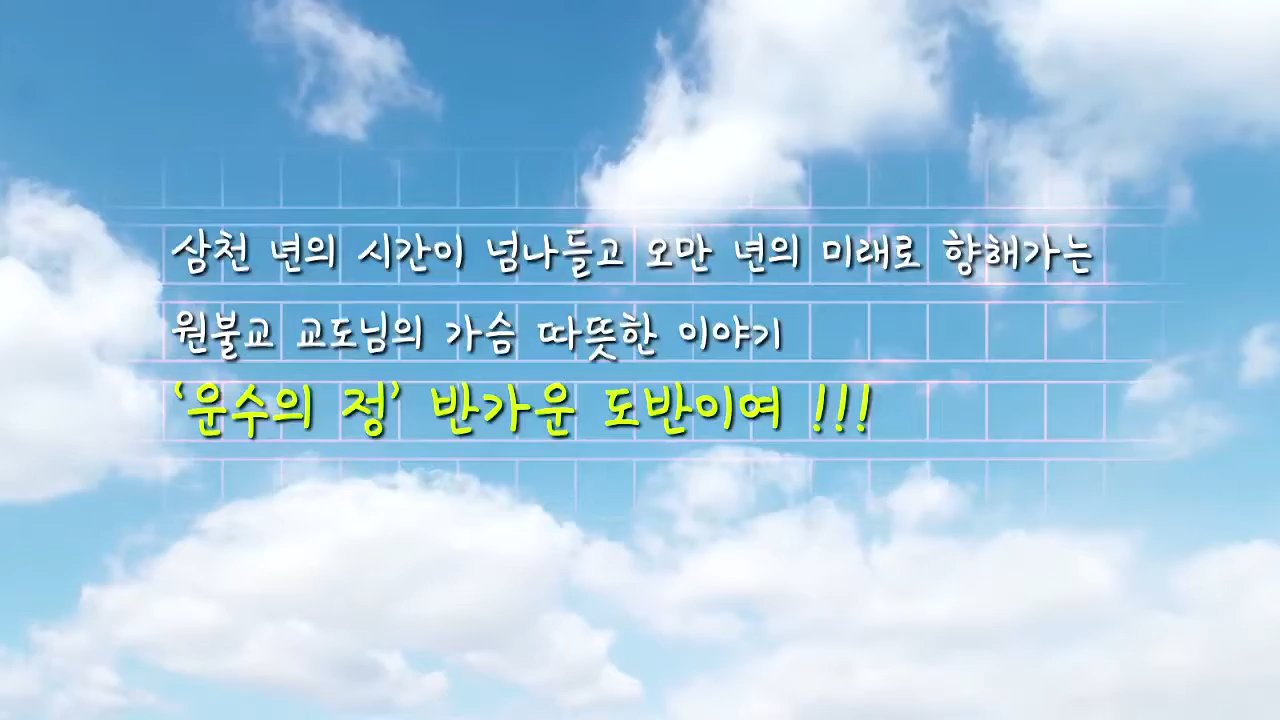 삼천 년의 시간이 넘나들고 오만 년의 미래로 향해가는
원불교 교도님의 가슴 따뜻한 이야기
‘운수의 정’ 반가운 도반이여 !!!